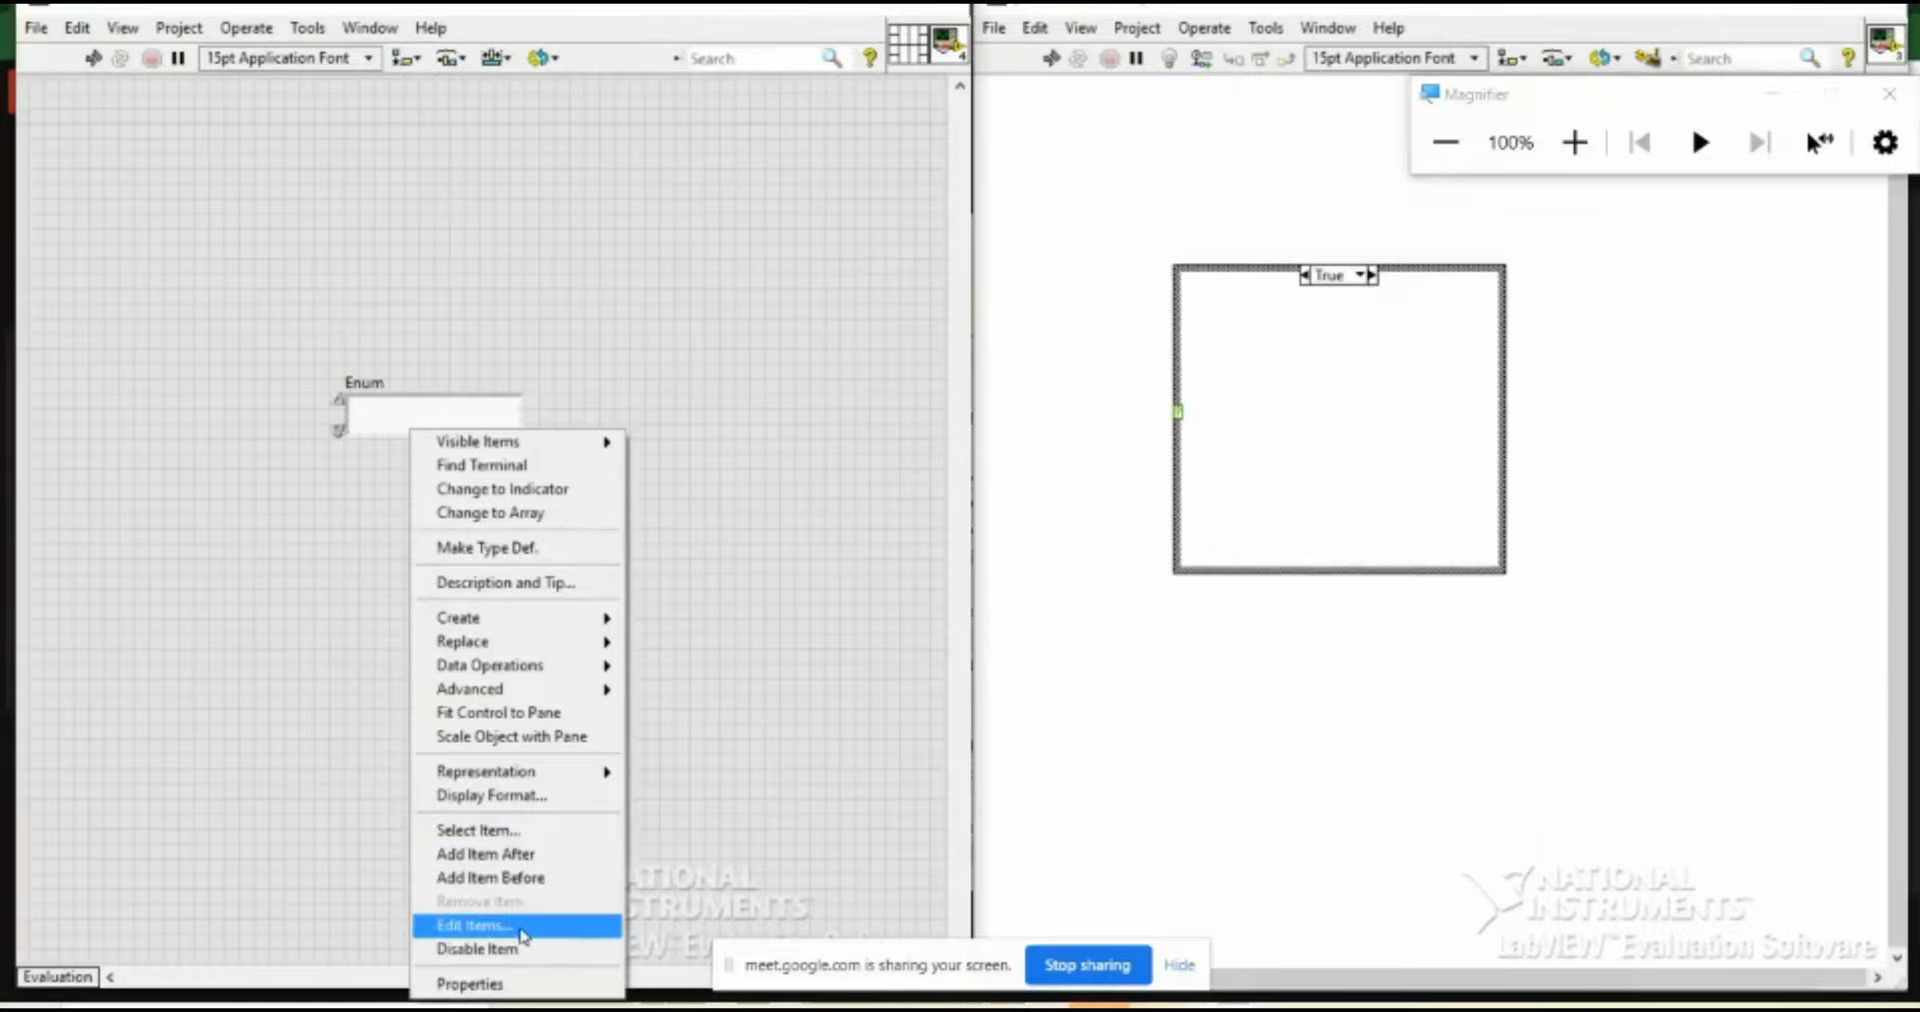 File Edit View Project Operate Tools Window Help
15pt Application Font
Search
File Edit View Project Operate Tools Window Help
15pt Application Font
Search
Magnifier
100%
True
Enum
Visible Items
Find Terminal
Change to Indicator
Change to Array
Make Type Def.
Description and Tip...
Create
Replace
Data Operations
Advanced
Fit Control to Pane
Scale Object with Pane
Representation
Display Format...
Select Item...
Add Item After
Add Item Before
Remove Item
Edit Items...
Disable Item
Properties
NATIONAL
INSTRUMENTS
LabVIEW™ Evaluation Software
meet.google.com is sharing your screen.
Stop sharing
Hide
Evaluation